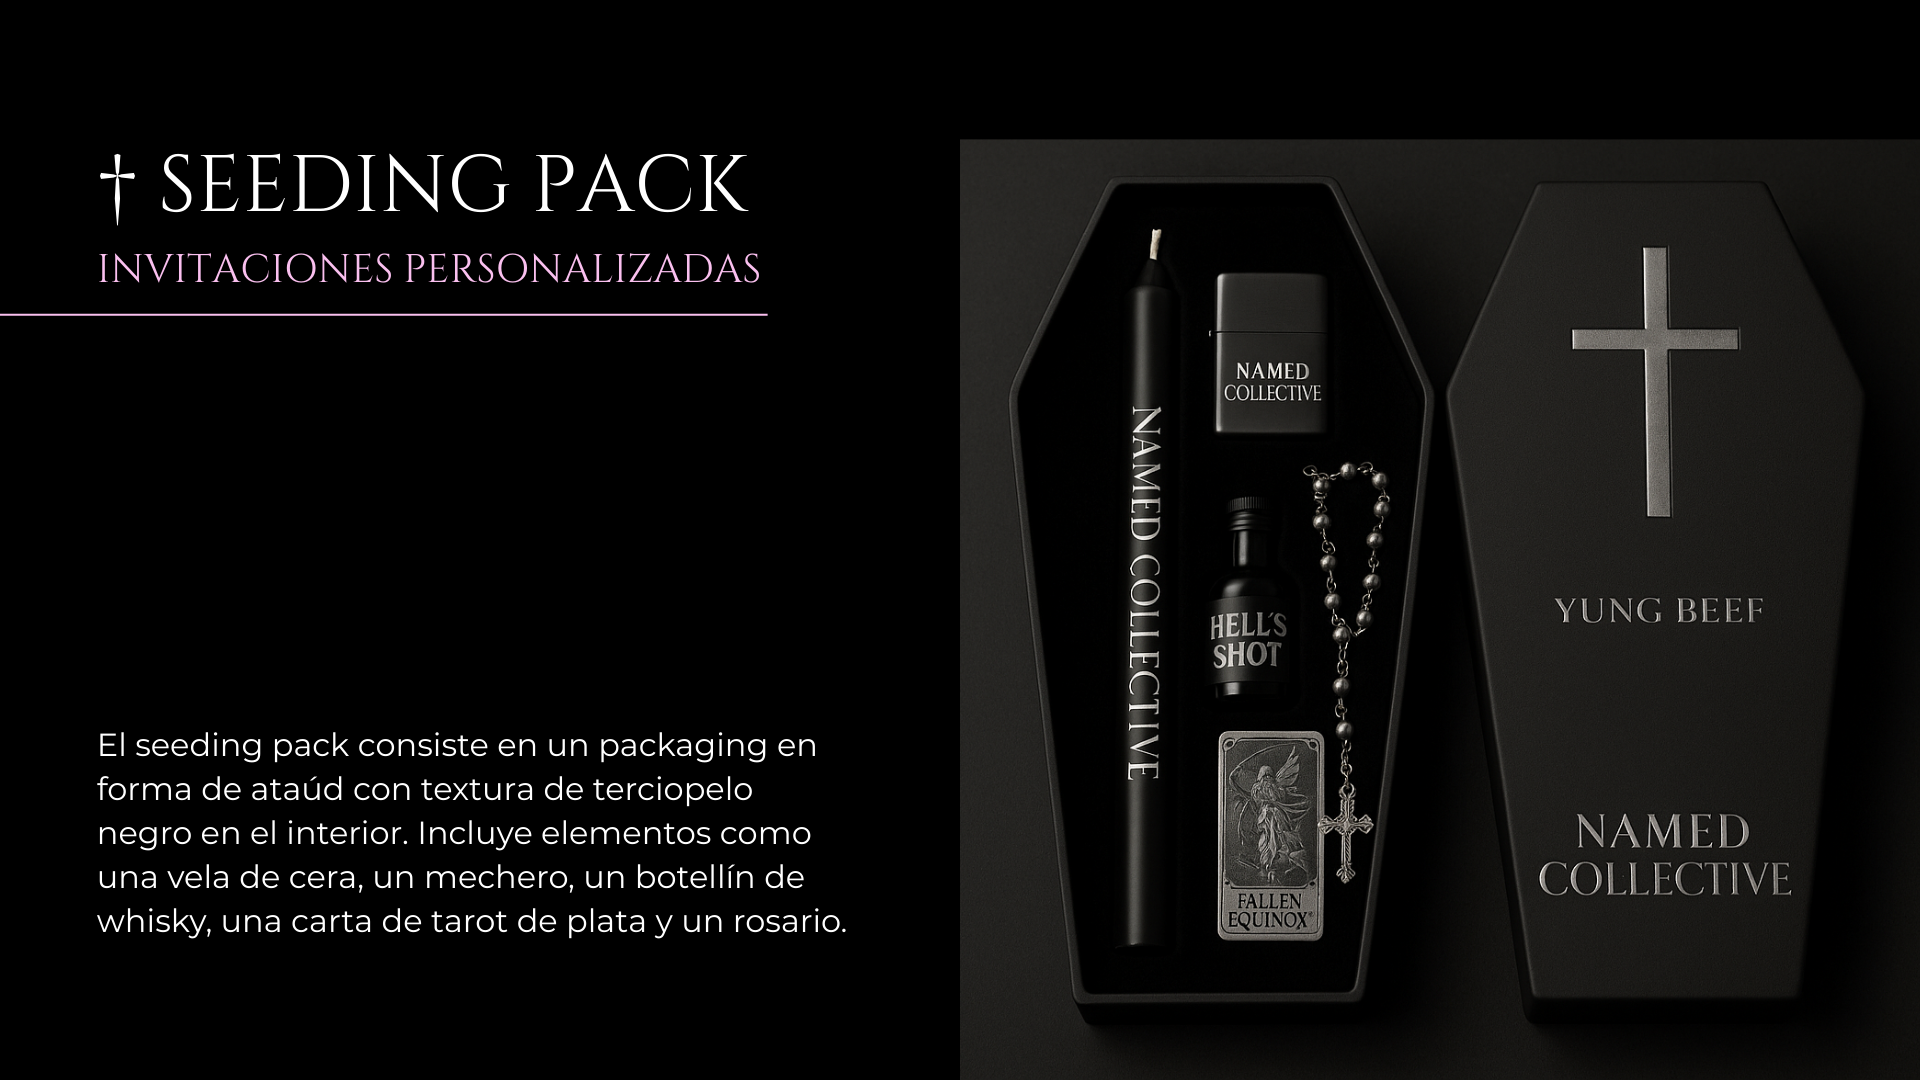 † SEEDING PACK
INVITACIONES PERSONALIZADAS
El seeding pack consiste en un packaging en
forma de ataúd con textura de terciopelo
negro en el interior. Incluye elementos como
una vela de cera, un mechero, un botellín de
whisky, una carta de tarot de plata y un rosario.
NAMED COLLECTIVE
NAMED
COLLECTIVE
HELL'S
SHOT
FALLEN
EQUINOX®
YUNG BEEF
NAMED
COLLECTIVE